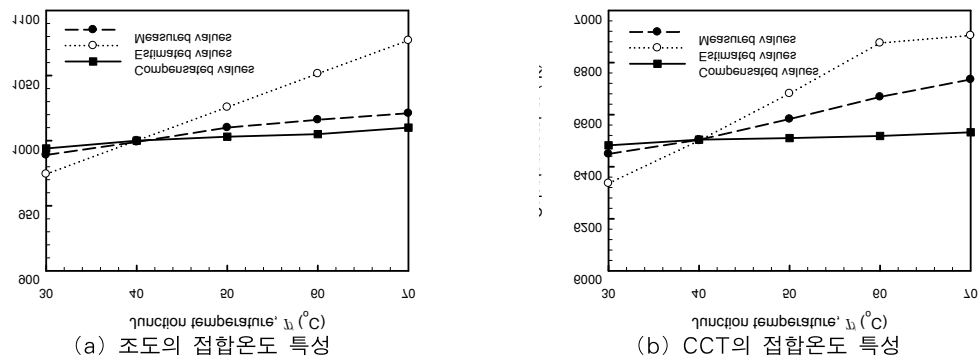 1100
1050
1000
950
900
Measured values
Estimated values
Compensated values
30 40 50 60 70
Junction temperature, T (°C)
(a) 조도의 접합온도 특성
7000
6800
6600
6400
6200
6000
Measured values
Estimated values
Compensated values
30 40 50 60 70
Junction temperature, T (°C)
(b) CCT의 접합온도 특성